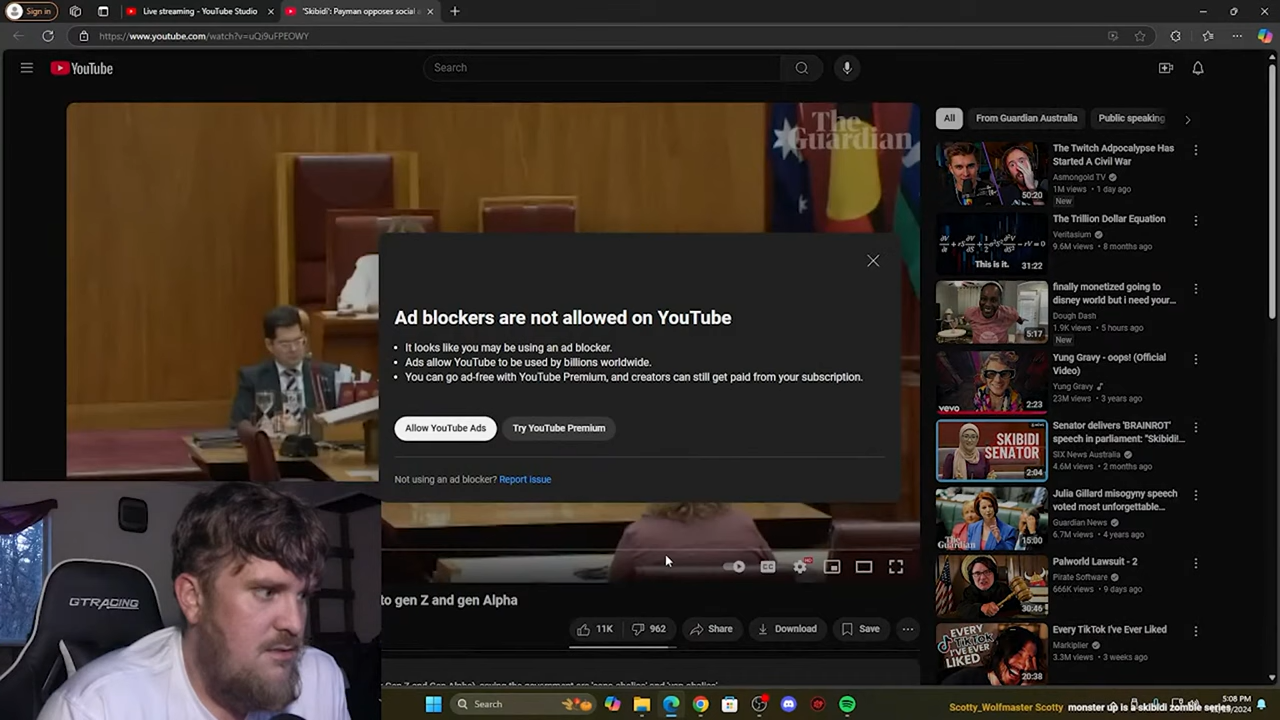 Sign in
Live streaming - YouTube Studio
"Skibidi': Payman opposes social
https://www.youtube.com/watch?v=uQi9uFPEOWY
YouTube
Search
The
Guardian
All
From Guardian Australia
Public speaking
The Twitch Adpocalypse Has
Started A Civil War
Asmongold TV
1M views • 1 day ago
New
50:20
The Trillion Dollar Equation
Veritasium
9.6M views • 8 months ago
This is it.
31:22
finally monetized going to
disney world but i need your...
Dough Dash
1.9K views • 5 hours ago
New
5:17
Yung Gravy - oops! (Official
Video)
Yung Gravy
23M views • 3 years ago
vevo
2:23
Senator delivers 'BRAINROT'
speech in parliament: "Skibidi!...
SIX News Australia
4.6M views • 2 months ago
SKIBIDI
SENATOR
2:04
Julia Gillard misogyny speech
voted most unforgettable...
Guardian News
6.7M views • 4 years ago
The
Guardian
15:00
Palworld Lawsuit - 2
Pirate Software
666K views • 9 days ago
30:46
Every TikTok I've Ever Liked
Markiplier
3.3M views • 3 weeks ago
EVERY
TIKTOK
I'VE EVER
LIKED
20:38
Ad blockers are not allowed on YouTube
• It looks like you may be using an ad blocker.
• Ads allow YouTube to be used by billions worldwide.
• You can go ad-free with YouTube Premium, and creators can still get paid from your subscription.
Allow YouTube Ads
Try YouTube Premium
Not using an ad blocker? Report issue
CC
HD
to gen Z and gen Alpha
11K
962
Share
Download
Save
GTRACING
Search
5:08 PM
Scotty_Wolfmaster Scotty monster up is a skibidi zombie series